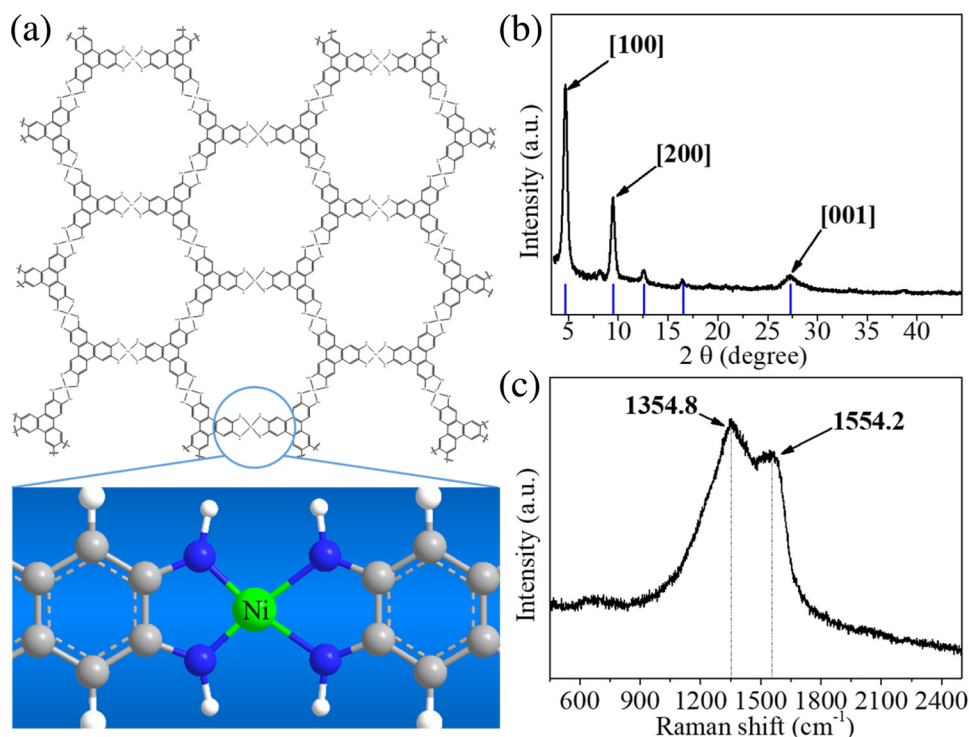 (a)
Ni
(b)
[100]
[200]
[001]
Intensity (a.u.)
5 10 15 20 25 30 35 40
2 θ (degree)
(c)
1354.8
1554.2
Intensity (a.u.)
600 900 1200 1500 1800 2100 2400
Raman shift (cm⁻¹)